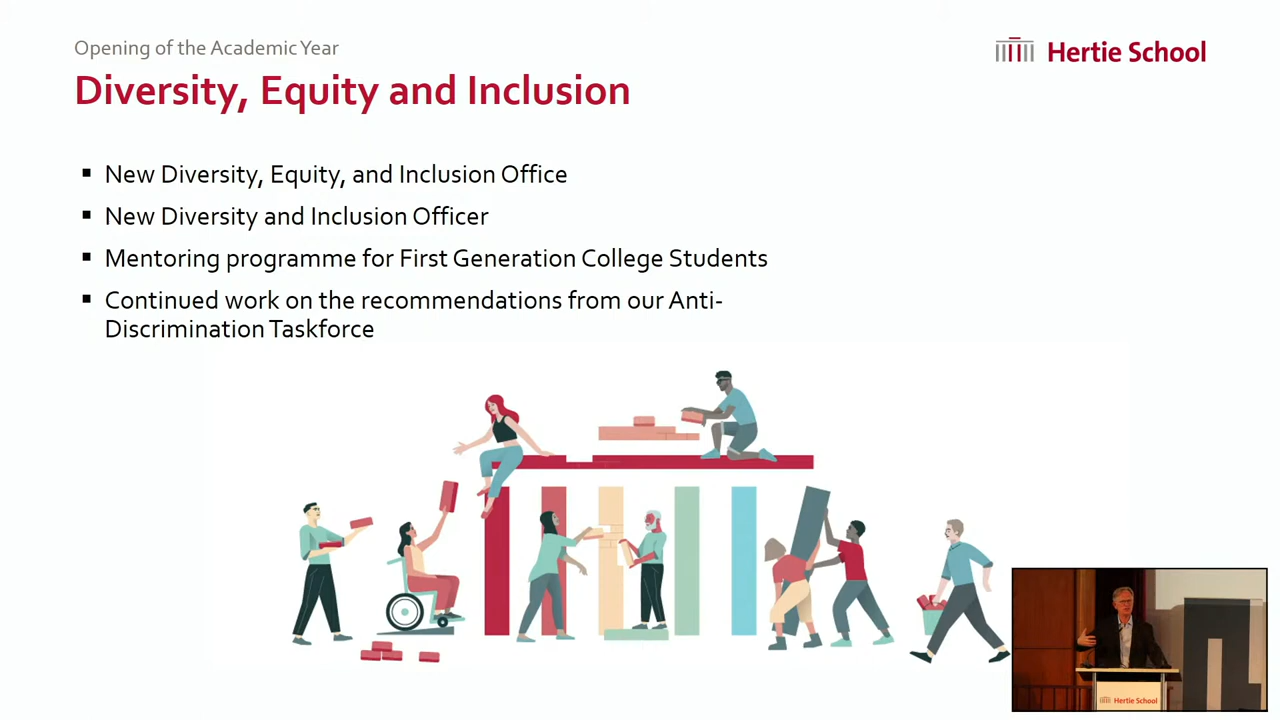 Opening of the Academic Year
Hertie School
Diversity, Equity and Inclusion
▪ New Diversity, Equity, and Inclusion Office
▪ New Diversity and Inclusion Officer
▪ Mentoring programme for First Generation College Students
▪ Continued work on the recommendations from our Anti-
Discrimination Taskforce
Hertie School